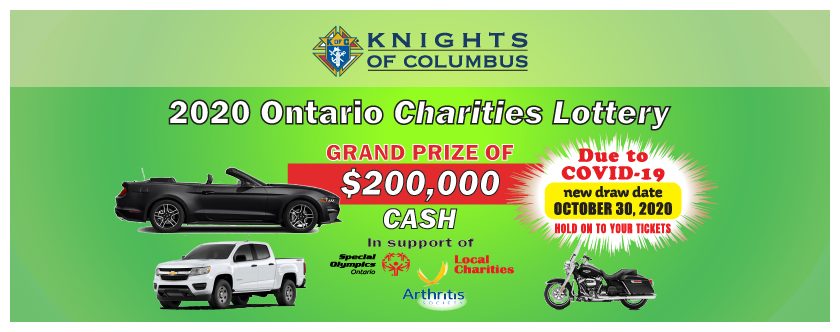 K OF C
KNIGHTS
OF COLUMBUS
2020 Ontario Charities Lottery
GRAND PRIZE OF
$200,000
CASH
Due to
COVID-19
new draw date
OCTOBER 30, 2020
HOLD ON TO YOUR TICKETS
In support of
Special
Olympics
Ontario
Local
Charities
Arthritis
SOCIETY